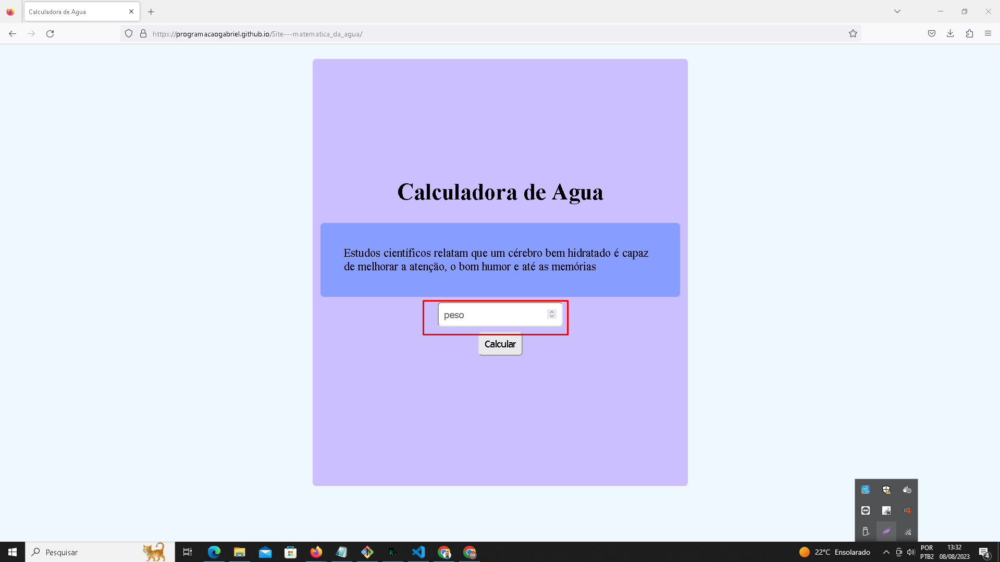 Calculadora de Agua
https://programacaogabriel.github.io/Site---matematica_da_agua/
Calculadora de Agua
Estudos científicos relatam que um cérebro bem hidratado é capaz
de melhorar a atenção, o bom humor e até as memórias
peso
Calcular
Pesquisar
22°C Ensolarado
POR
PTB2
13:32
08/08/2023
4